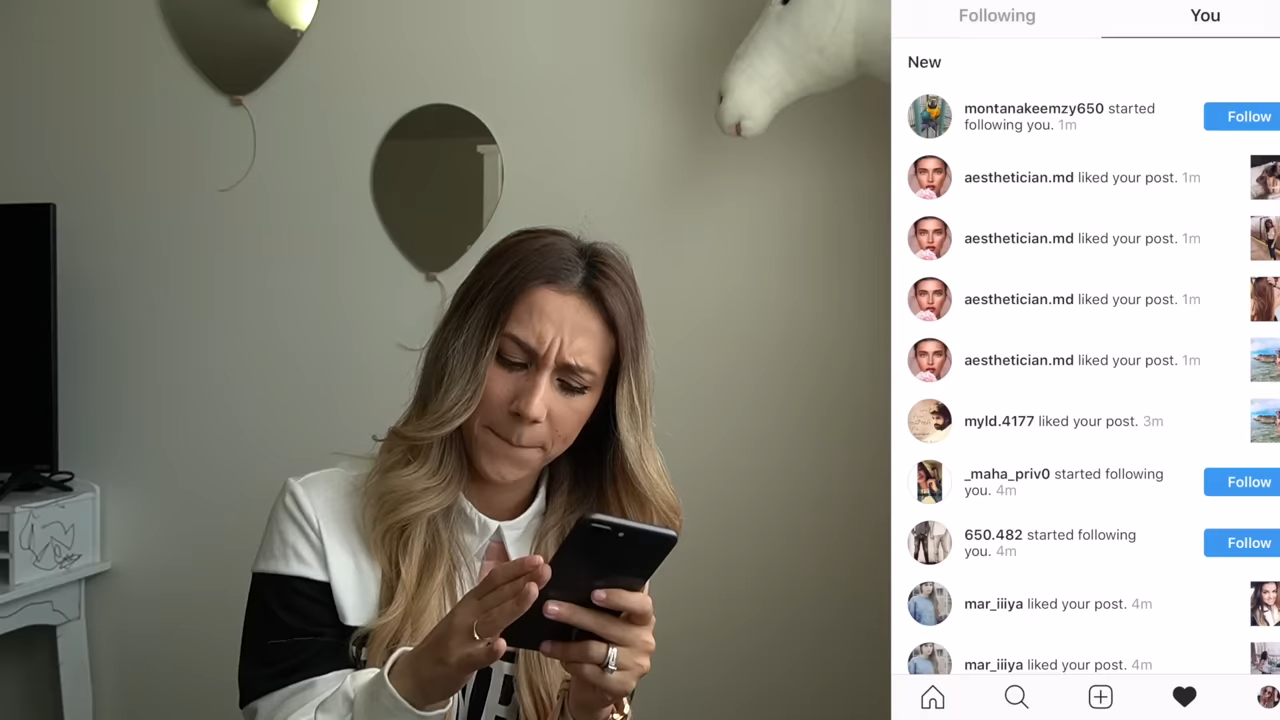 Following
You
New
montanakeemzy650 started
following you. 1m
Follow
aesthetician.md liked your post. 1m
aesthetician.md liked your post. 1m
aesthetician.md liked your post. 1m
aesthetician.md liked your post. 1m
myld.4177 liked your post. 3m
_maha_priv0 started following
you. 4m
Follow
650.482 started following
you. 4m
Follow
mar_iiiya liked your post. 4m
mar_iiiya liked your post. 4m